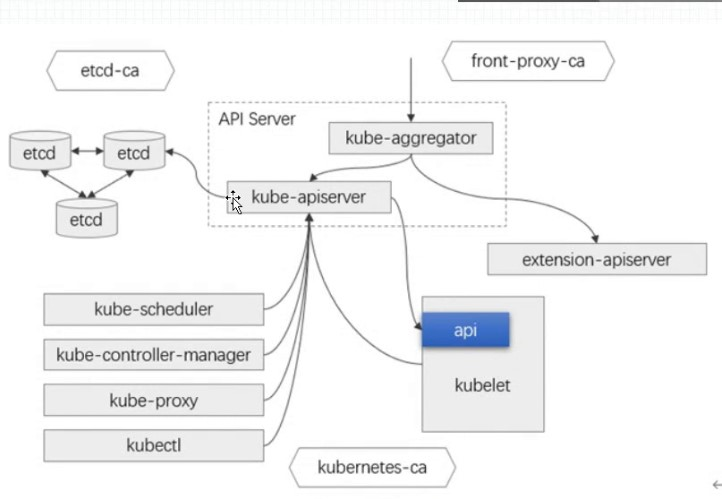 etcd-ca
front-proxy-ca
API Server
kube-aggregator
etcd
etcd
etcd
kube-apiserver
extension-apiserver
kube-scheduler
kube-controller-manager
kube-proxy
kubectl
api
kubelet
kubernetes-ca